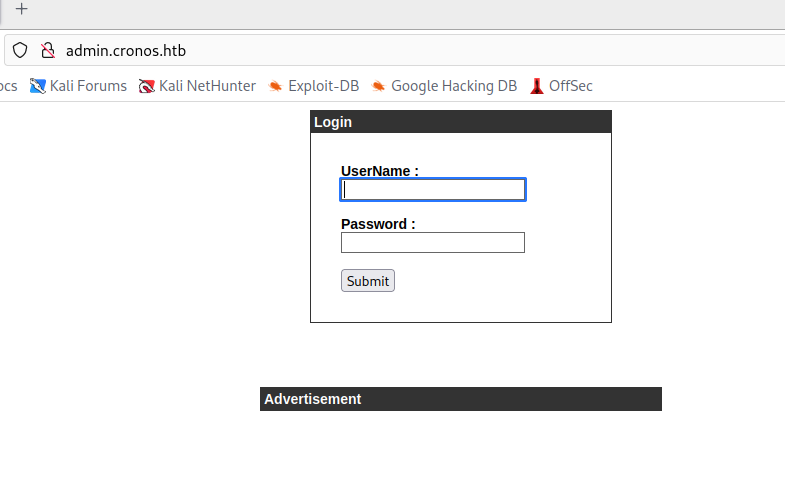 admin.cronos.htb
ocs Kali Forums Kali NetHunter Exploit-DB Google Hacking DB OffSec
Login
UserName :
Password :
Submit
Advertisement